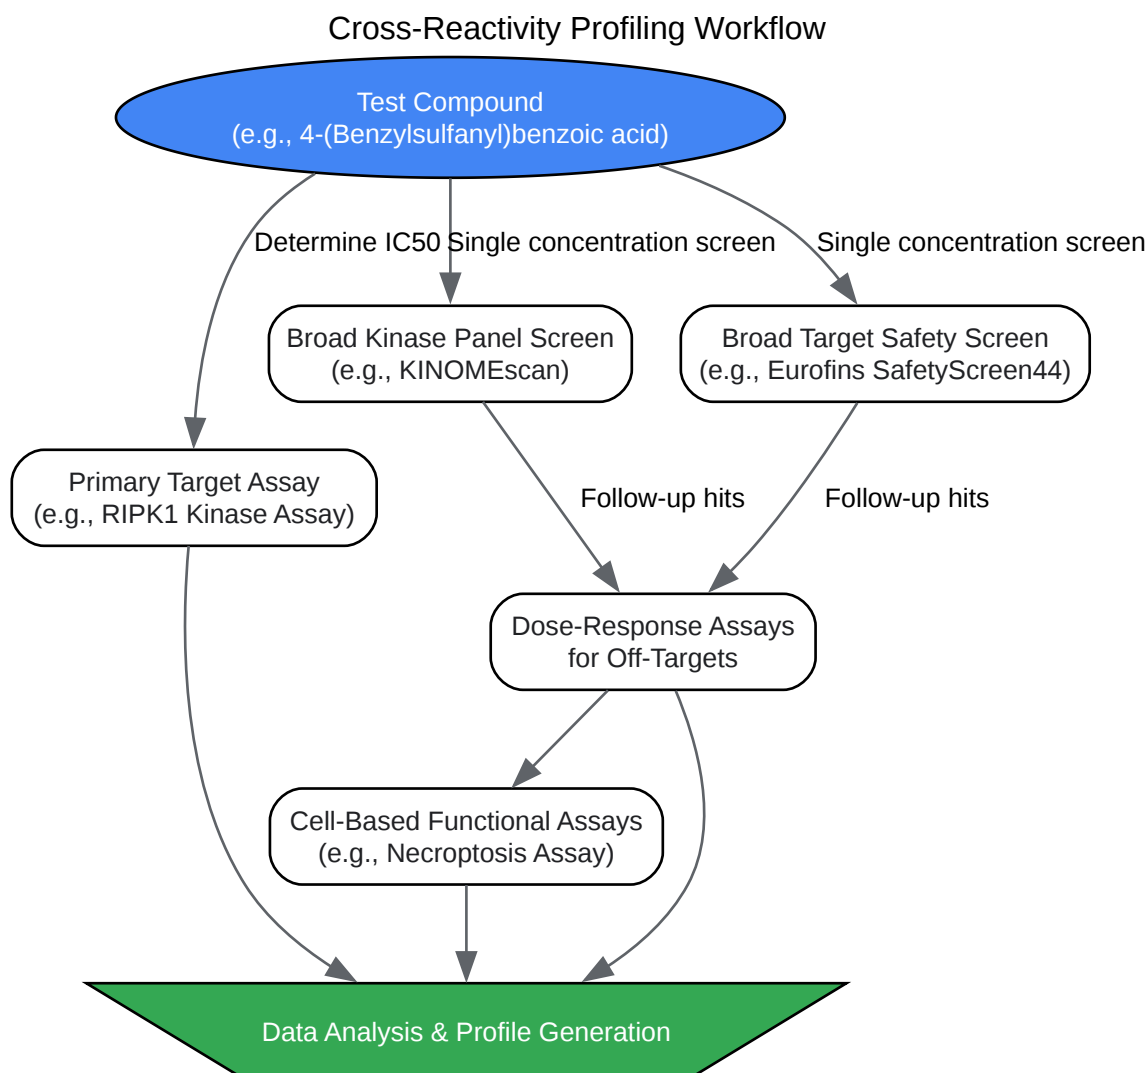 Cross-Reactivity Profiling Workflow
Test Compound
(e.g., 4-(Benzylsulfanyl)benzoic acid)
Determine IC50
Single concentration screen
Single concentration screen
Broad Kinase Panel Screen
(e.g., KINOMEscan)
Broad Target Safety Screen
(e.g., Eurofins SafetyScreen44)
Primary Target Assay
(e.g., RIPK1 Kinase Assay)
Follow-up hits
Follow-up hits
Dose-Response Assays
for Off-Targets
Cell-Based Functional Assays
(e.g., Necroptosis Assay)
Data Analysis & Profile Generation